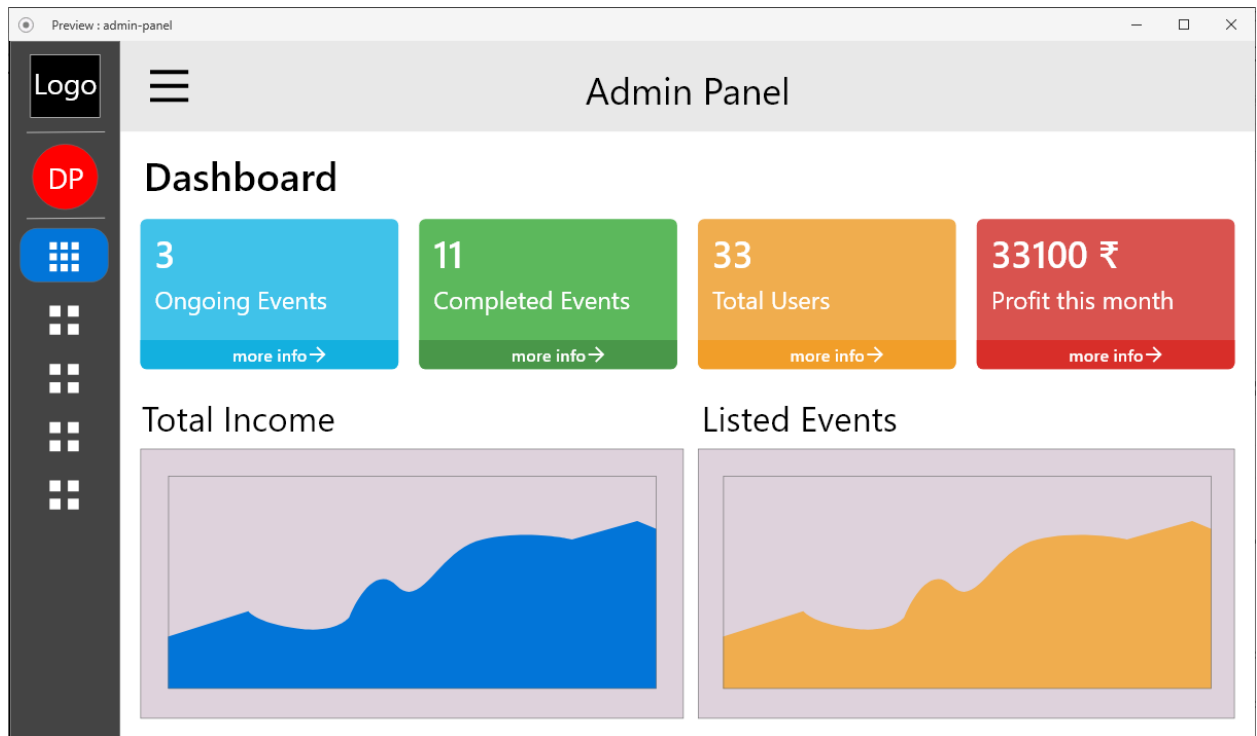 Preview : admin-panel
Logo
Admin Panel
DP
Dashboard
3
Ongoing Events
more info
11
Completed Events
more info
33
Total Users
more info
33100 ₹
Profit this month
more info
Total Income
Listed Events